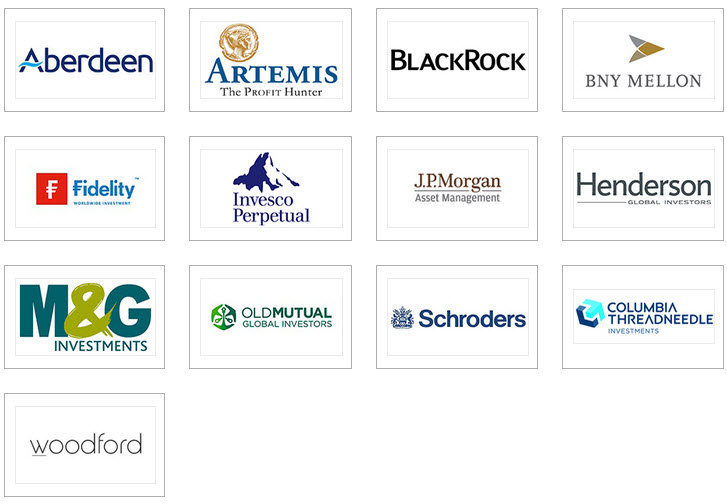 Aberdeen
ARTEMIS
The PROFIT Hunter
BLACKROCK
BNY MELLON
Fidelity™
WORLDWIDE INVESTMENT
Invesco
Perpetual
J.P.Morgan
Asset Management
Henderson
GLOBAL INVESTORS
M&G
INVESTMENTS
OLDMUTUAL
GLOBAL INVESTORS
Schroders
COLUMBIA
THREADNEEDLE
INVESTMENTS
woodford